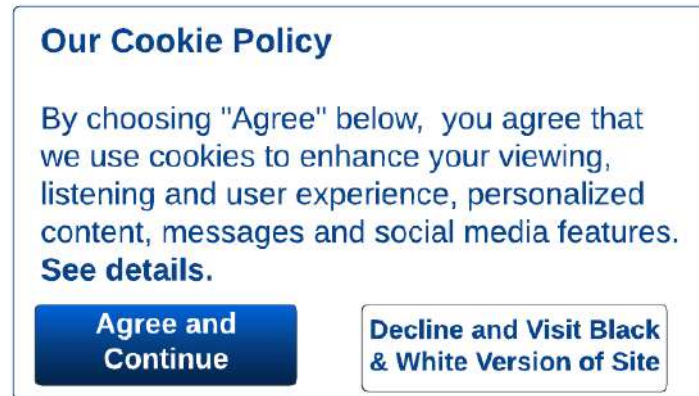 Our Cookie Policy
By choosing "Agree" below, you agree that
we use cookies to enhance your viewing,
listening and user experience, personalized
content, messages and social media features.
See details.
Agree and
Continue
Decline and Visit Black
& White Version of Site